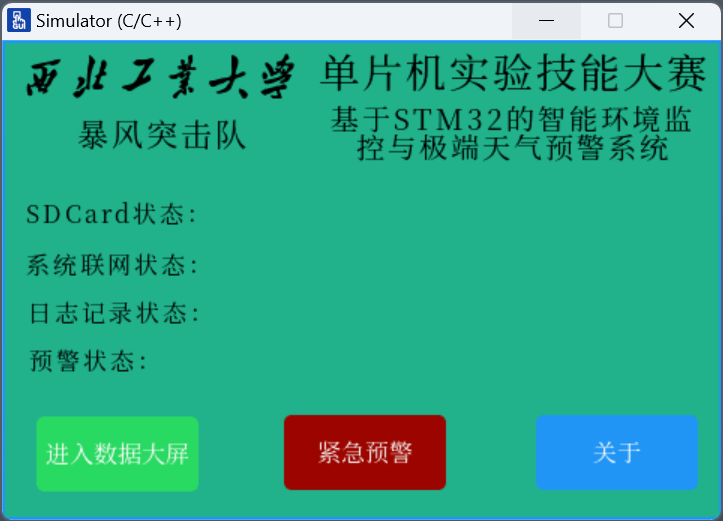 Simulator (C/C++)
西北工业大学
暴风突击队
单片机实验技能大赛
基于STM32的智能环境监
控与极端天气预警系统
SDCard状态:
系统联网状态:
日志记录状态:
预警状态:
进入数据大屏
紧急预警
关于